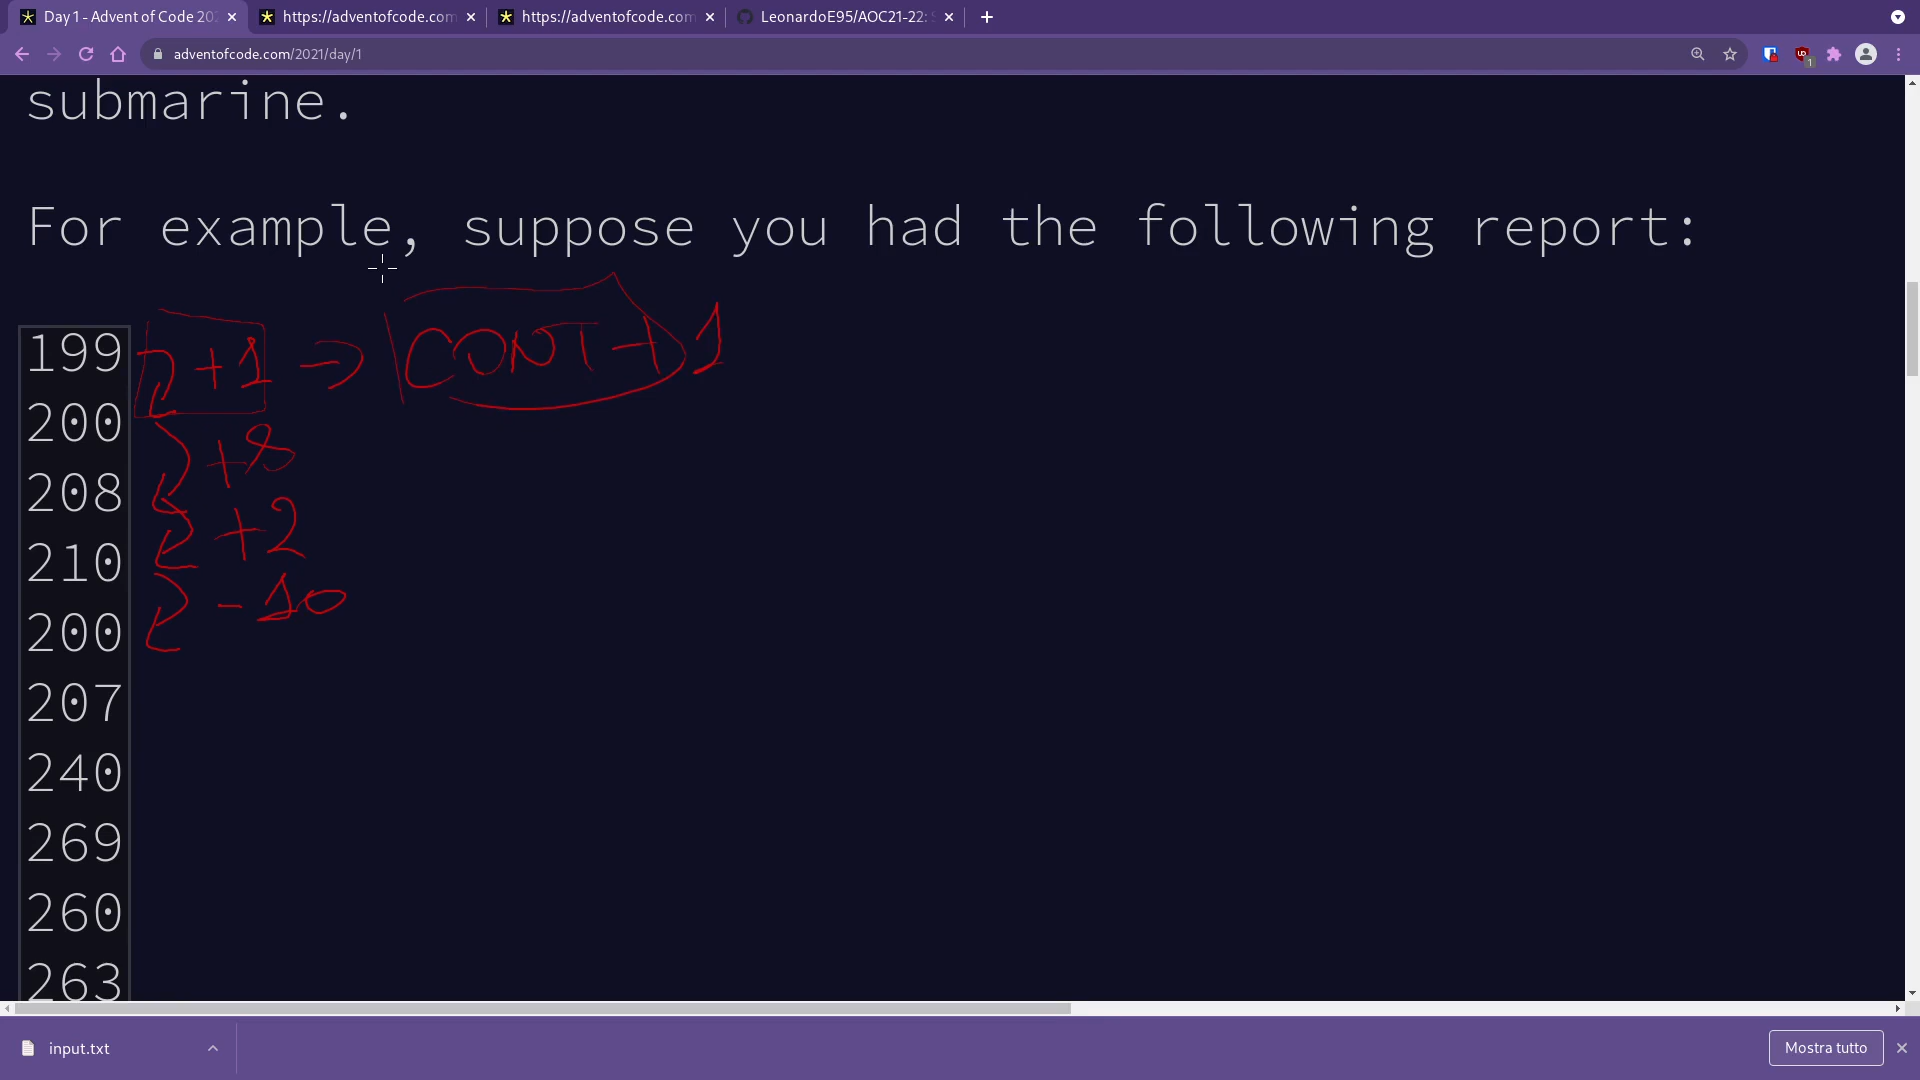 Day 1 - Advent of Code 202
https://adventofcode.com
https://adventofcode.com
LeonardoE95/AOC21-22:
adventofcode.com/2021/day/1
submarine.
For example, suppose you had the following report:
199 +1 → CONT+1
200
+8
208
+2
210
-10
200
207
240
269
260
263
input.txt
Mostra tutto